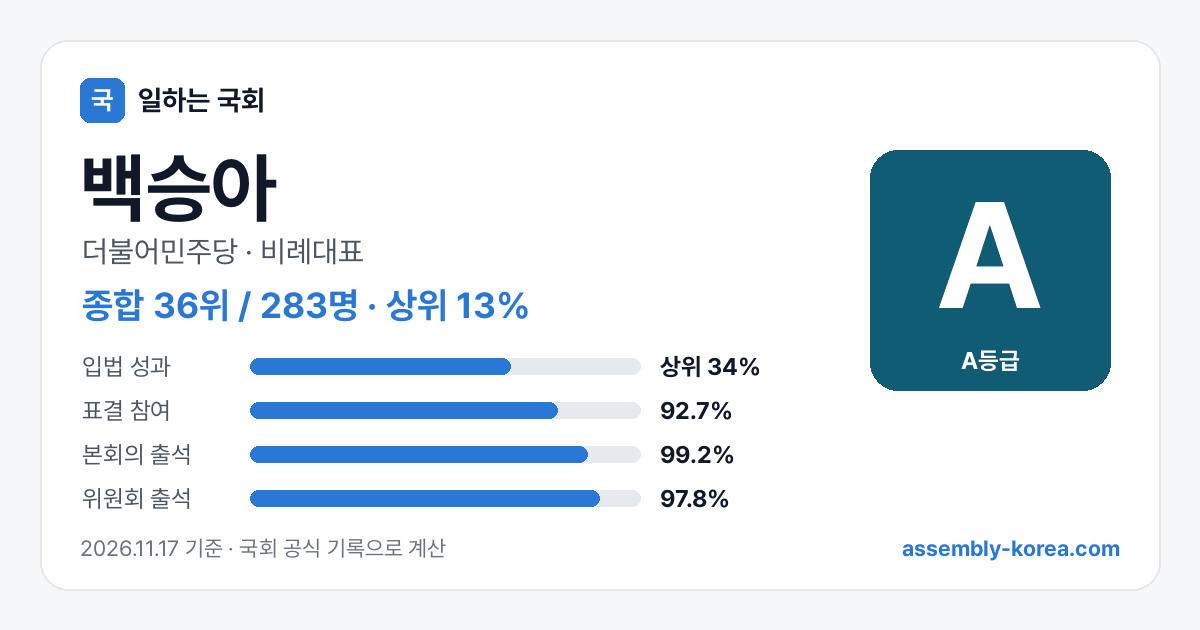 국 일하는 국회
백승아
더불어민주당 · 비례대표
종합 36위 / 283명 · 상위 13%
A
A등급
입법 성과 상위 34%
표결 참여 92.7%
본회의 출석 99.2%
위원회 출석 97.8%
2026.11.17 기준 · 국회 공식 기록으로 계산
assembly-korea.com